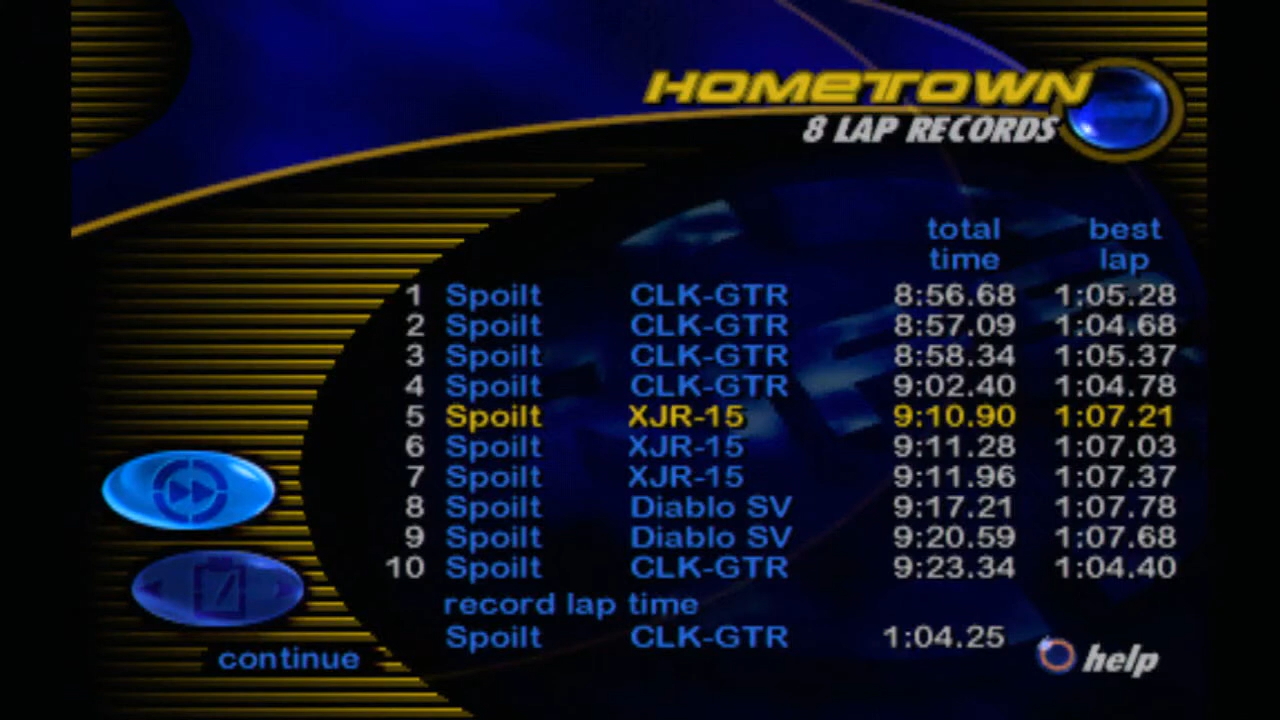 HOMETOWN
8 LAP RECORDS
total time best lap
1 Spoilt CLK-GTR 8:56.68 1:05.28
2 Spoilt CLK-GTR 8:57.09 1:04.68
3 Spoilt CLK-GTR 8:58.34 1:05.37
4 Spoilt CLK-GTR 9:02.40 1:04.78
5 Spoilt XJR-15 9:10.90 1:07.21
6 Spoilt XJR-15 9:11.28 1:07.03
7 Spoilt XJR-15 9:11.96 1:07.37
8 Spoilt Diablo SV 9:17.21 1:07.78
9 Spoilt Diablo SV 9:20.59 1:07.68
10 Spoilt CLK-GTR 9:23.34 1:04.40
record lap time
Spoilt CLK-GTR 1:04.25
continue
help